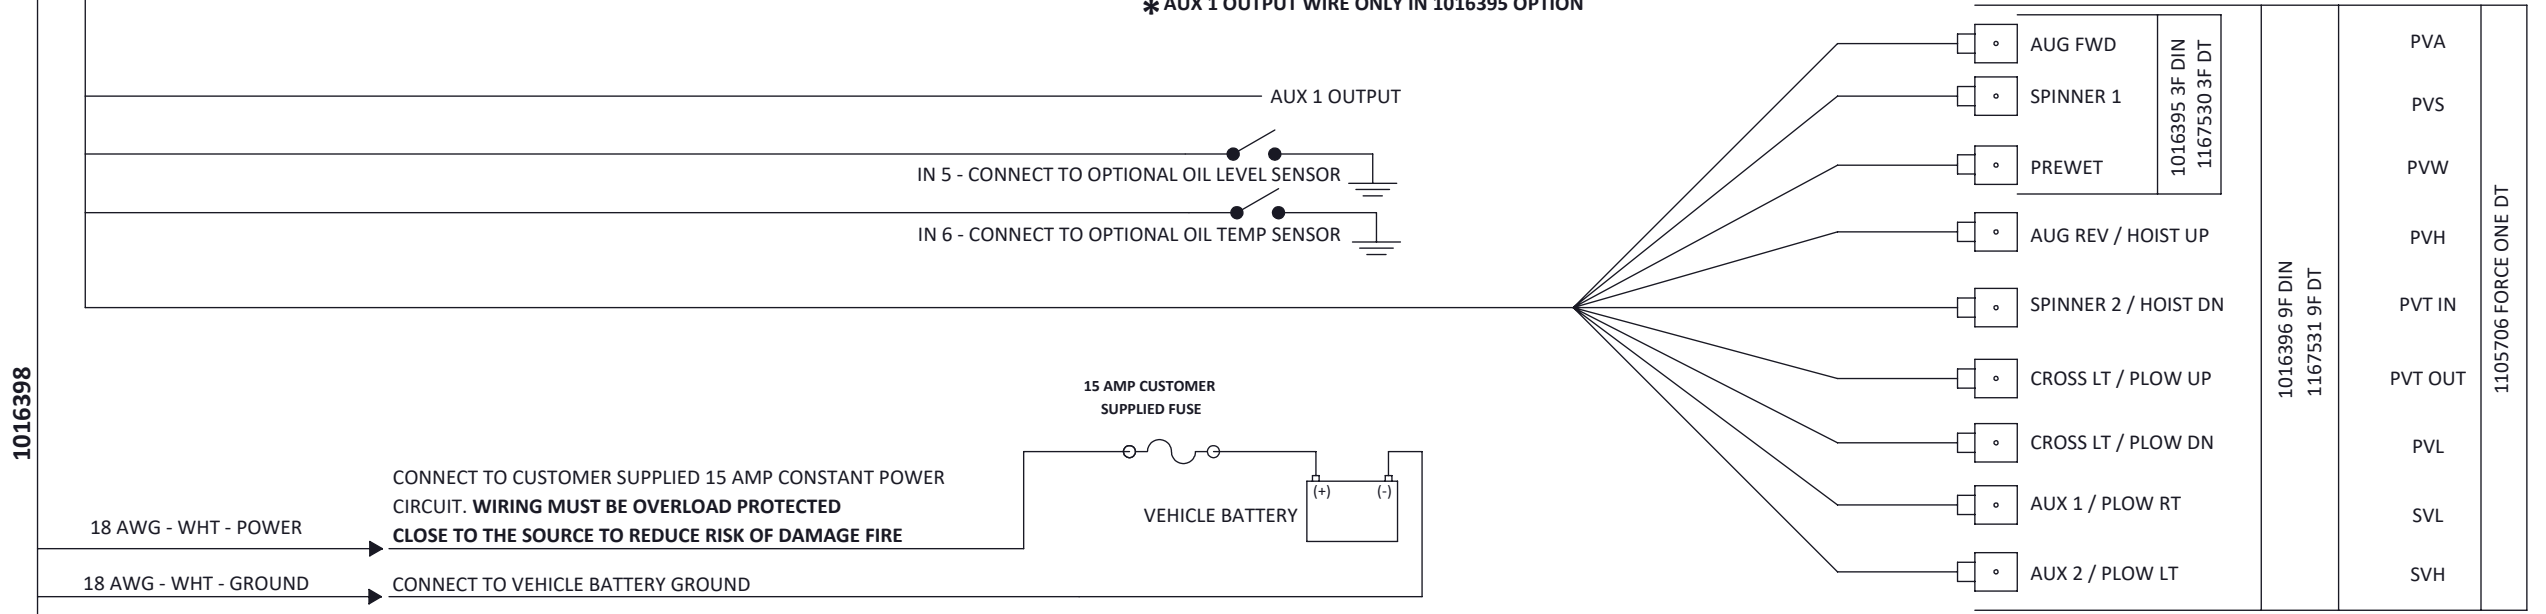 * AUX 1 OUTPUT WIRE ONLY IN 1016395 OPTION
AUX 1 OUTPUT
IN 5 - CONNECT TO OPTIONAL OIL LEVEL SENSOR
IN 6 - CONNECT TO OPTIONAL OIL TEMP SENSOR
1016398
15 AMP CUSTOMER
SUPPLIED FUSE
CONNECT TO CUSTOMER SUPPLIED 15 AMP CONSTANT POWER
CIRCUIT. WIRING MUST BE OVERLOAD PROTECTED
CLOSE TO THE SOURCE TO REDUCE RISK OF DAMAGE FIRE
18 AWG - WHT - POWER
18 AWG - WHT - GROUND
CONNECT TO VEHICLE BATTERY GROUND
VEHICLE BATTERY
(+)
(-)
AUG FWD
SPINNER 1
PREWET
AUG REV / HOIST UP
SPINNER 2 / HOIST DN
CROSS LT / PLOW UP
CROSS LT / PLOW DN
AUX 1 / PLOW RT
AUX 2 / PLOW LT
1016395 3F DIN
1167530 3F DT
1016396 9F DIN
1167531 9F DT
PVA
PVS
PVW
PVH
PVT IN
PVT OUT
PVL
SVL
SVH
1105706 FORCE ONE DT